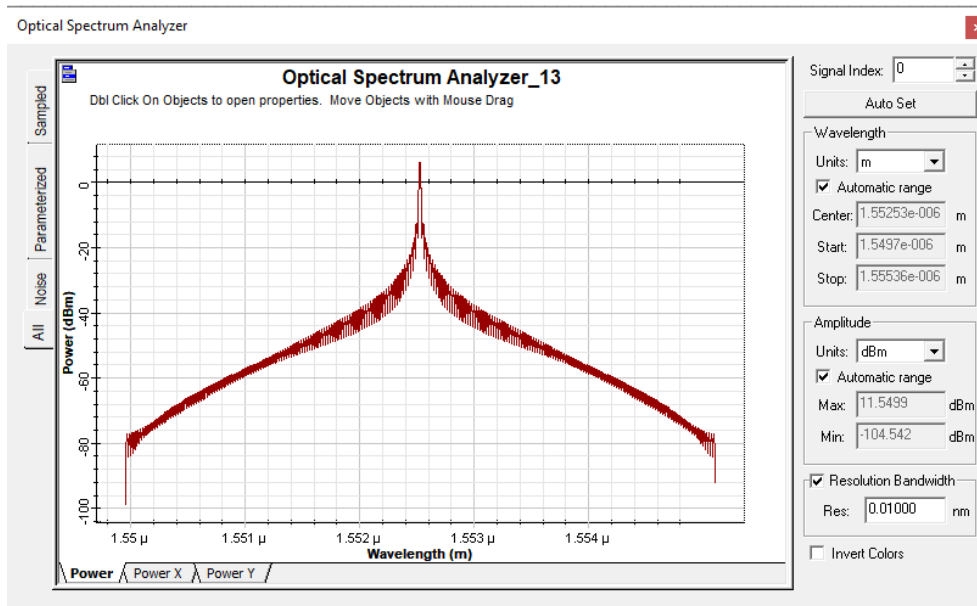 Optical Spectrum Analyzer
Optical Spectrum Analyzer_13
Dbl Click On Objects to open properties. Move Objects with Mouse Drag
Sampled
Parameterized
Noise
All
Power (dBm)
0
-20
-40
-60
-80
-100
1.55 µ
1.551 µ
1.552 µ
1.553 µ
1.554 µ
Wavelength (m)
Power
Power X
Power Y
Signal Index: 0
Auto Set
Wavelength
Units: m
Automatic range
Center: 1.55253e-006 m
Start: 1.5497e-006 m
Stop: 1.55536e-006 m
Amplitude
Units: dBm
Automatic range
Max: 11.5499 dBm
Min: -104.542 dBm
Resolution Bandwidth
Res: 0.01000 nm
Invert Colors